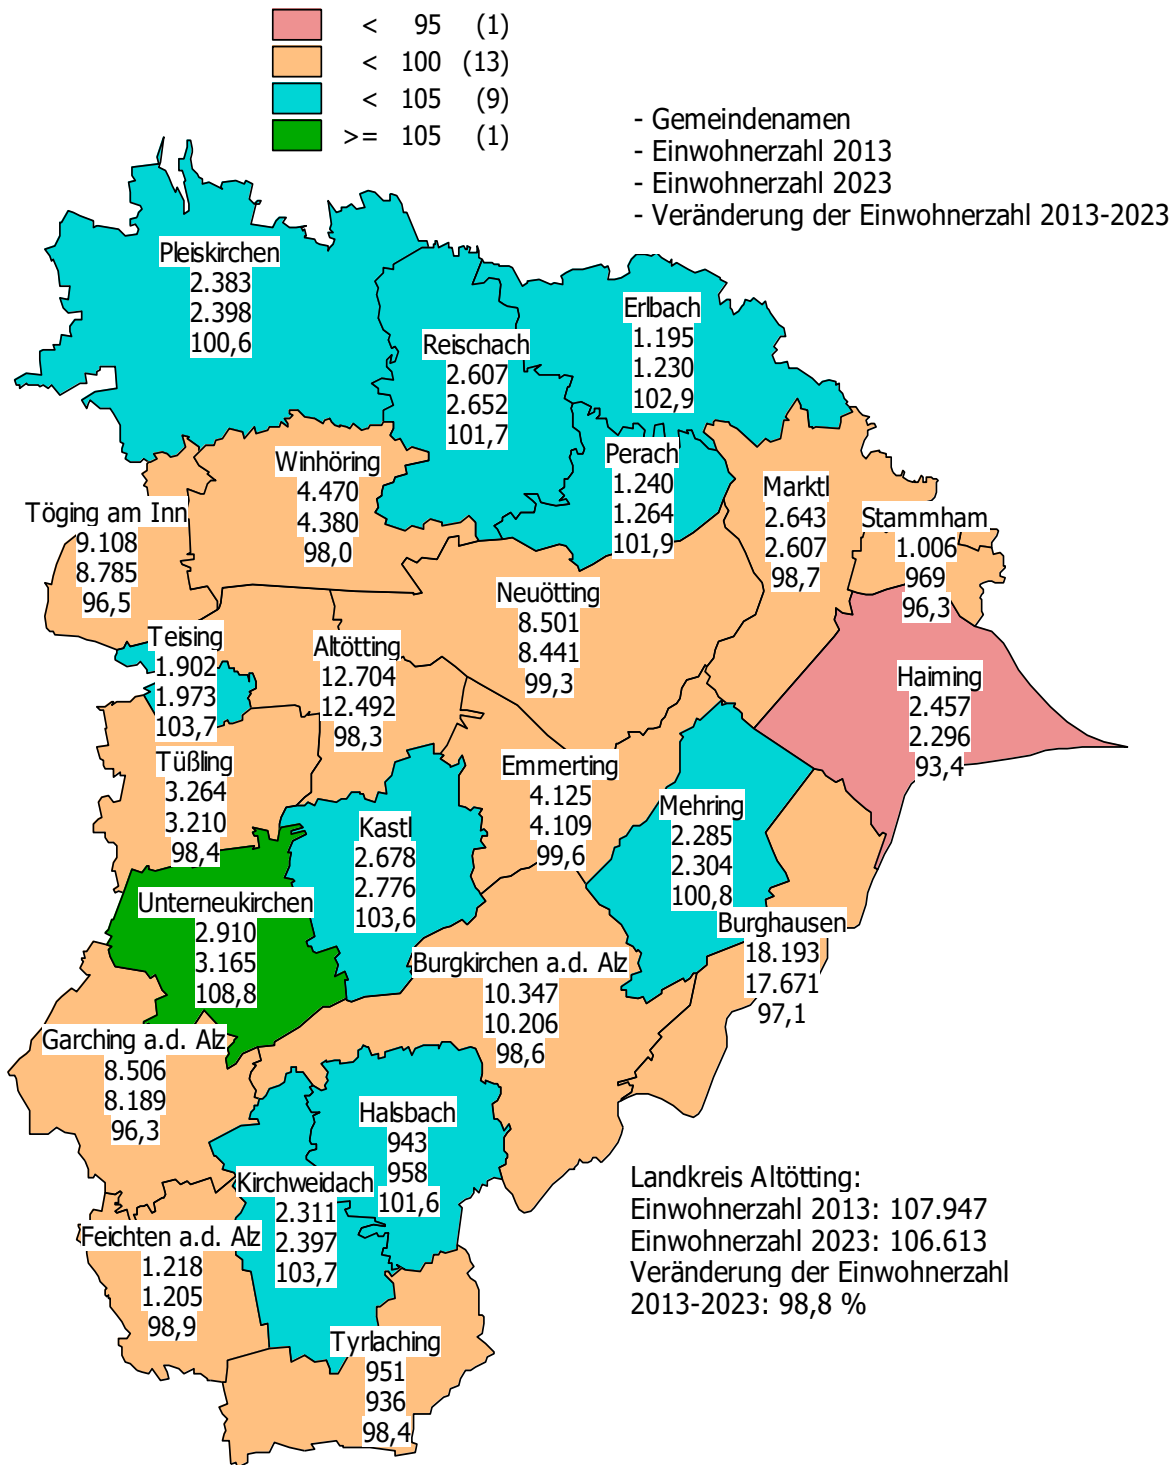 < 95 (1)
< 100 (13)
< 105 (9)
>= 105 (1)
- Gemeindenamen
- Einwohnerzahl 2013
- Einwohnerzahl 2023
- Veränderung der Einwohnerzahl 2013-2023
Pleiskirchen
2.383
2.398
100,6
Reischach
2.607
2.652
101,7
Erlbach
1.195
1.230
102,9
Winhöring
4.470
4.380
98,0
Perach
1.240
1.264
101,9
Marktl
2.643
2.607
98,7
Töging am Inn
9.108
8.785
96,5
Stammham
1.006
969
96,3
Neuötting
8.501
8.441
99,3
Teising
1.902
1.973
103,7
Altötting
12.704
12.492
98,3
Haiming
2.457
2.296
93,4
Tüßling
3.264
3.210
98,4
Emmerting
4.125
4.109
99,6
Kastl
2.678
2.776
103,6
Mehring
2.285
2.304
100,8
Unterneukirchen
2.910
3.165
108,8
Burghausen
18.193
17.671
97,1
Burgkirchen a.d. Alz
10.347
10.206
98,6
Garching a.d. Alz
8.506
8.189
96,3
Halsbach
943
958
101,6
Kirchweidach
2.311
2.397
103,7
Feichten a.d. Alz
1.218
1.205
98,9
Tyrlaching
951
936
98,4
Landkreis Altötting:
Einwohnerzahl 2013: 107.947
Einwohnerzahl 2023: 106.613
Veränderung der Einwohnerzahl
2013-2023: 98,8 %